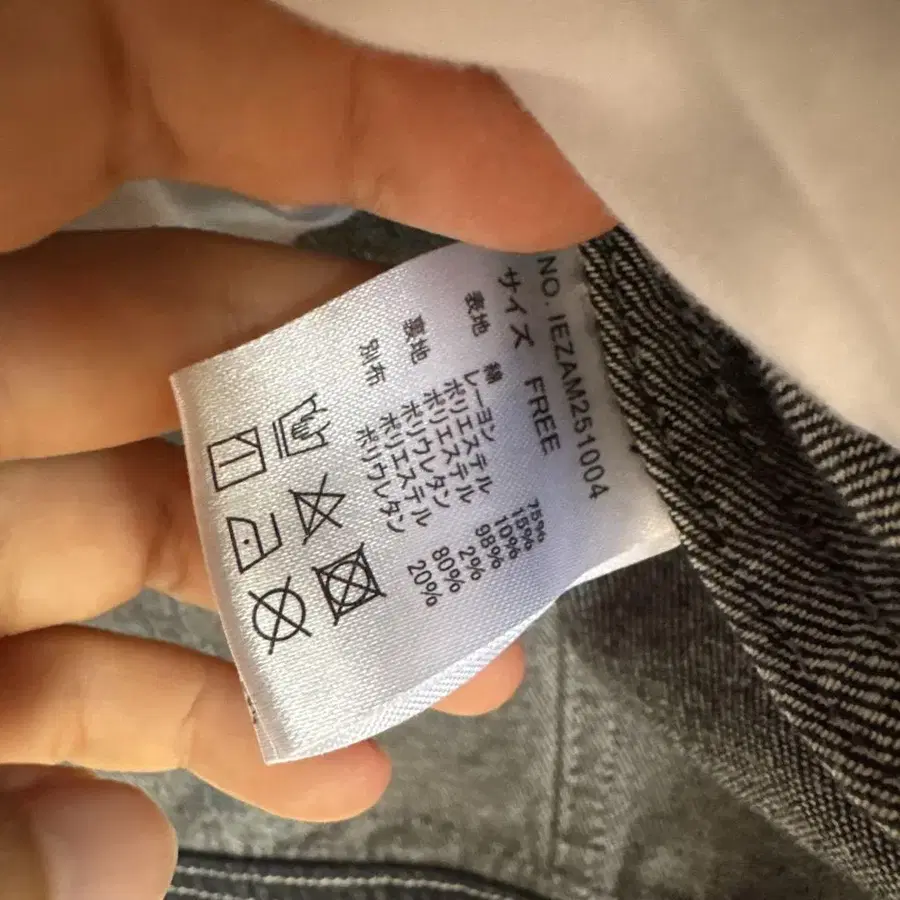 NO. IEZAM251004
サイズ FREE
表地 綿 75%
レーヨン 15%
ポリエステル 10%
裏地 ポリエステル 98%
ポリウレタン 2%
別布 ポリエステル 80%
ポリウレタン 20%